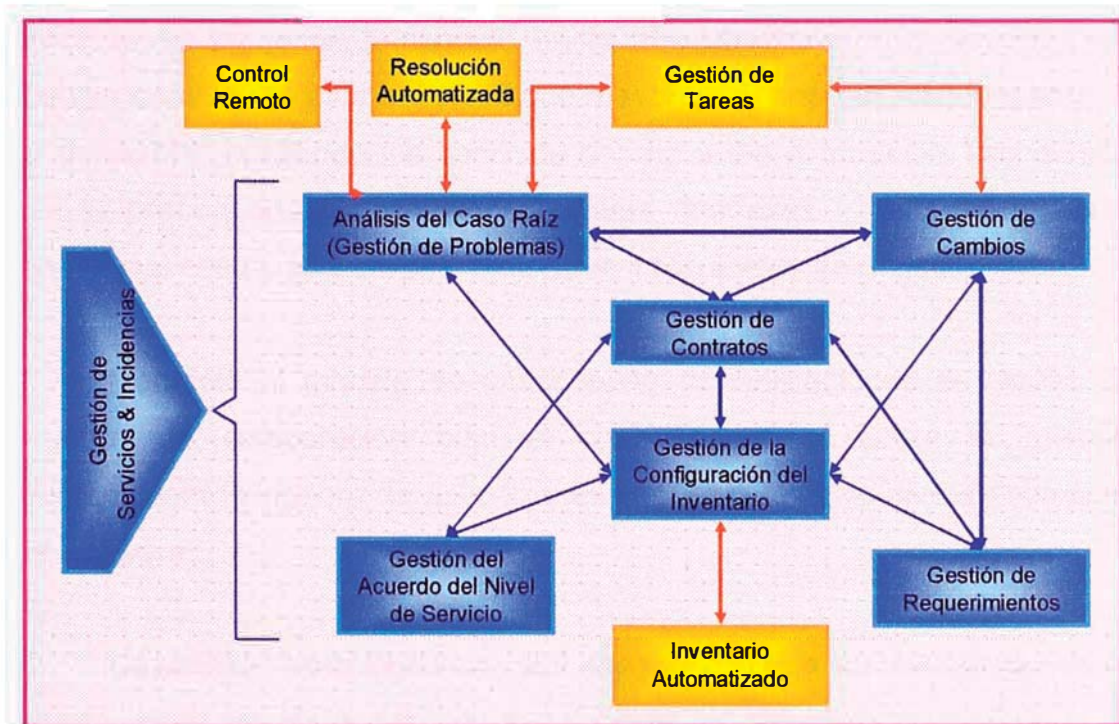 Control
Remoto
Resolución
Automatizada
Gestión de
Tareas
Análisis del Caso Raíz
(Gestión de Problemas)
Gestión de
Cambios
Gestión de
Servicios & Incidencias
Gestión de
Contratos
Gestión de la
Configuración del
Inventario
Gestión del
Acuerdo del Nivel
de Servicio
Gestión de
Requerimientos
Inventario
Automatizado